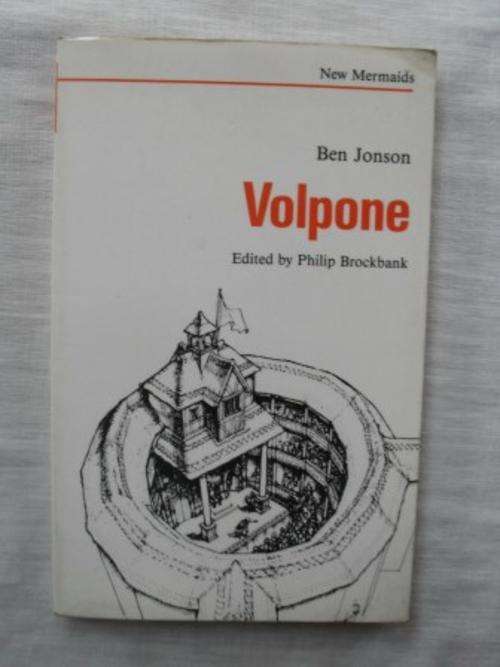 New Mermaids
Ben Jonson
Volpone
Edited by Philip Brockbank